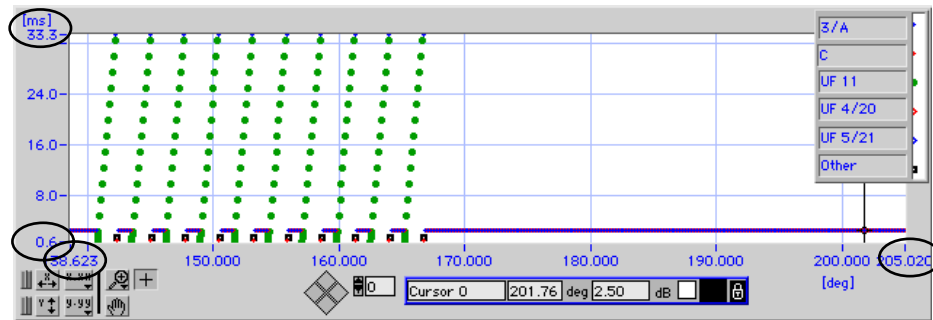 [ms]
33.3
24.0
16.0
8.0
0.6
38.623 150.000 160.000 170.000 180.000 190.000 200.000 205.020
[deg]
3/A
C
UF 11
UF 4/20
UF 5/21
Other
X x.xx
Y y.yy
0
Cursor 0 201.76 deg 2.50 dB